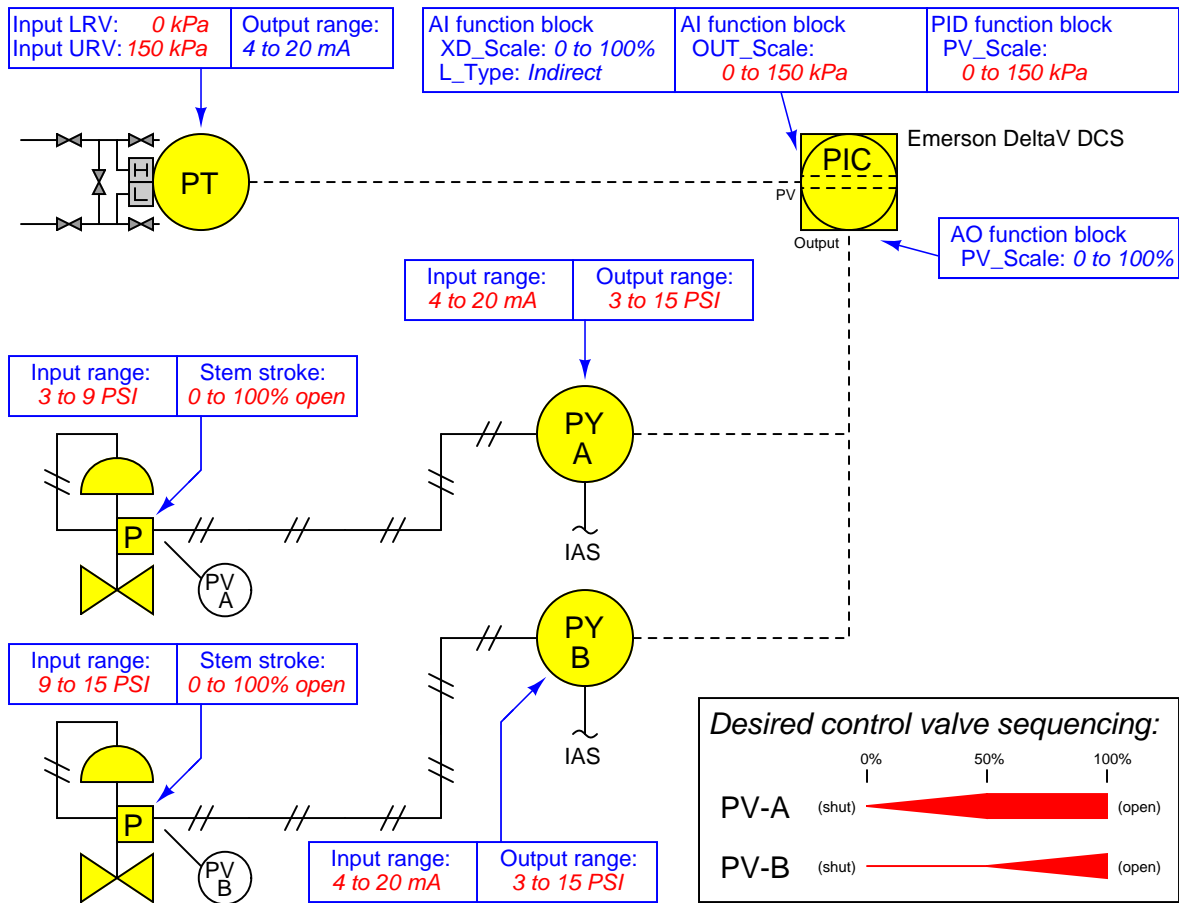 Input LRV: 0 kPa
Input URV: 150 kPa
Output range:
4 to 20 mA
AI function block
XD_Scale: 0 to 100%
L_Type: Indirect
AI function block
OUT_Scale:
0 to 150 kPa
PID function block
PV_Scale:
0 to 150 kPa
H
L
PT
PIC
Emerson DeltaV DCS
PV
Output
AO function block
PV_Scale: 0 to 100%
Input range:
4 to 20 mA
Output range:
3 to 15 PSI
Input range:
3 to 9 PSI
Stem stroke:
0 to 100% open
PY
A
IAS
P
PV
A
PY
B
IAS
Input range:
9 to 15 PSI
Stem stroke:
0 to 100% open
P
PV
B
Input range:
4 to 20 mA
Output range:
3 to 15 PSI
Desired control valve sequencing:
0% 50% 100%
PV-A (shut) (open)
PV-B (shut) (open)